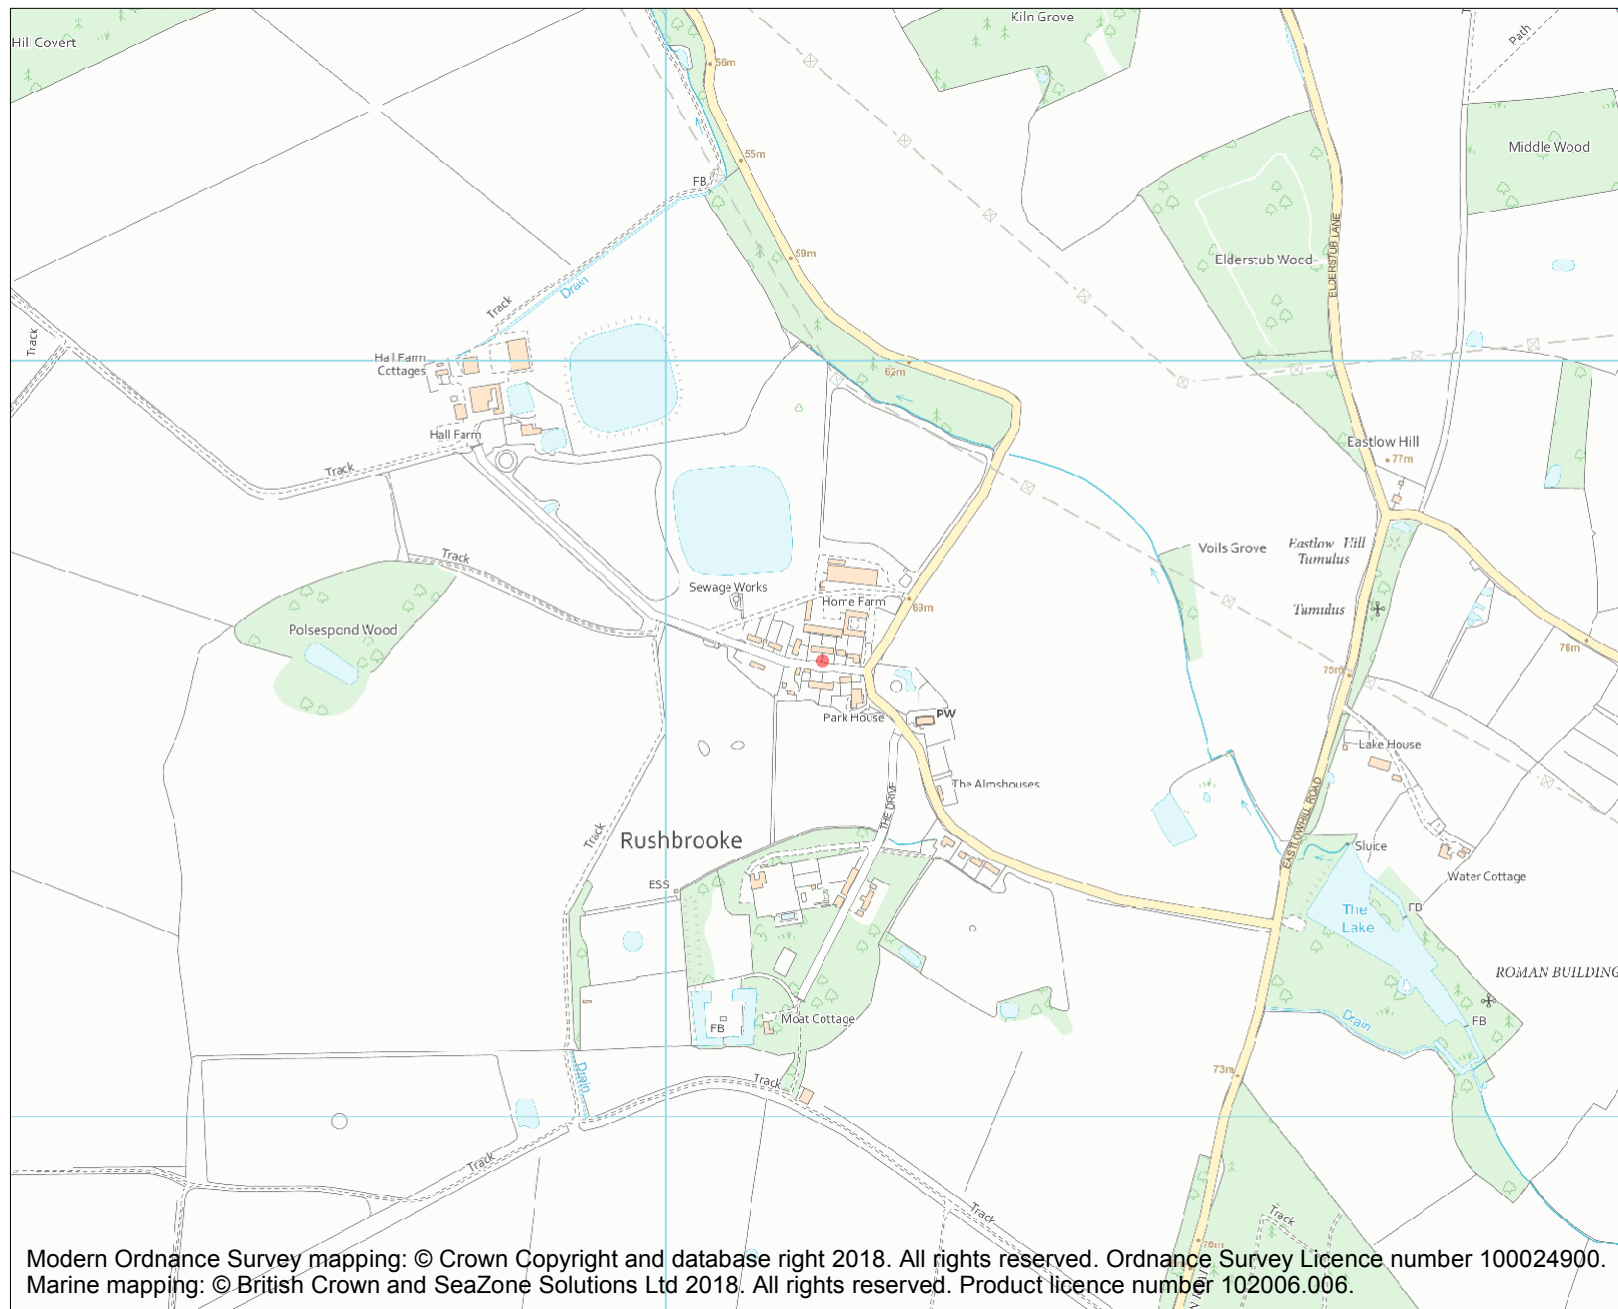 Hill Covert
Kiln Grove
Path
56m
Middle Wood
55m
FB
59m
ELDERSTUB LANE
Elderstub Wood
Drain
Track
Track
Hall Farm
Cottages
62m
Hall Farm
Eastlow Hill
77m
Track
Voils Grove
Eastlow Hill
Tumulus
Track
Sewage Works
Home Farm
69m
Tumulus
Polsespond Wood
76m
75m
Park House
PW
Lake House
The Almshouses
THE DRIVE
EASTLOWHILL ROAD
Track
Rushbrooke
Sluice
ESS
Water Cottage
The
Lake
FB
ROMAN BUILDING
Moat Cottage
FB
Drain
FB
Drain
Track
73m
Track
Track
Track
76m
Modern Ordnance Survey mapping: © Crown Copyright and database right 2018. All rights reserved. Ordnance Survey Licence number 100024900.
Marine mapping: © British Crown and SeaZone Solutions Ltd 2018. All rights reserved. Product licence number 102006.006.